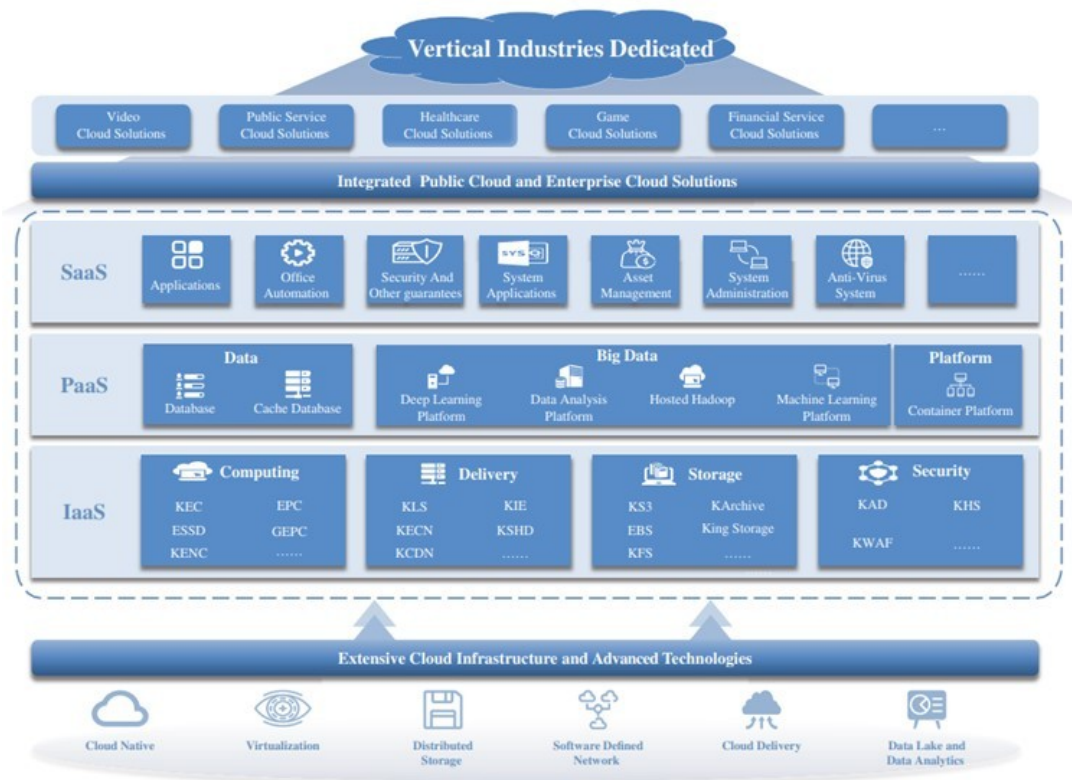 Vertical Industries Dedicated
Video
Cloud Solutions
Public Service
Cloud Solutions
Healthcare
Cloud Solutions
Game
Cloud Solutions
Financial Service
Cloud Solutions
...
Integrated Public Cloud and Enterprise Cloud Solutions
SaaS
Applications
Office
Automation
Security And
Other guarantees
SYS
System
Applications
Asset
Management
System
Administration
Anti-Virus
System
......
PaaS
Data
Database
Cache Database
Big Data
Deep Learning
Platform
Data Analysis
Platform
Hosted Hadoop
Machine Learning
Platform
Platform
Container Platform
IaaS
Computing
KEC
EPC
ESSD
GEPC
KENC
......
Delivery
KLS
KIE
KECN
KSHD
KCDN
......
Storage
KS3
KArchive
EBS
King Storage
KFS
......
Security
KAD
KHS
KWAF
......
Extensive Cloud Infrastructure and Advanced Technologies
Cloud Native
Virtualization
Distributed
Storage
Software Defined
Network
Cloud Delivery
Data Lake and
Data Analytics